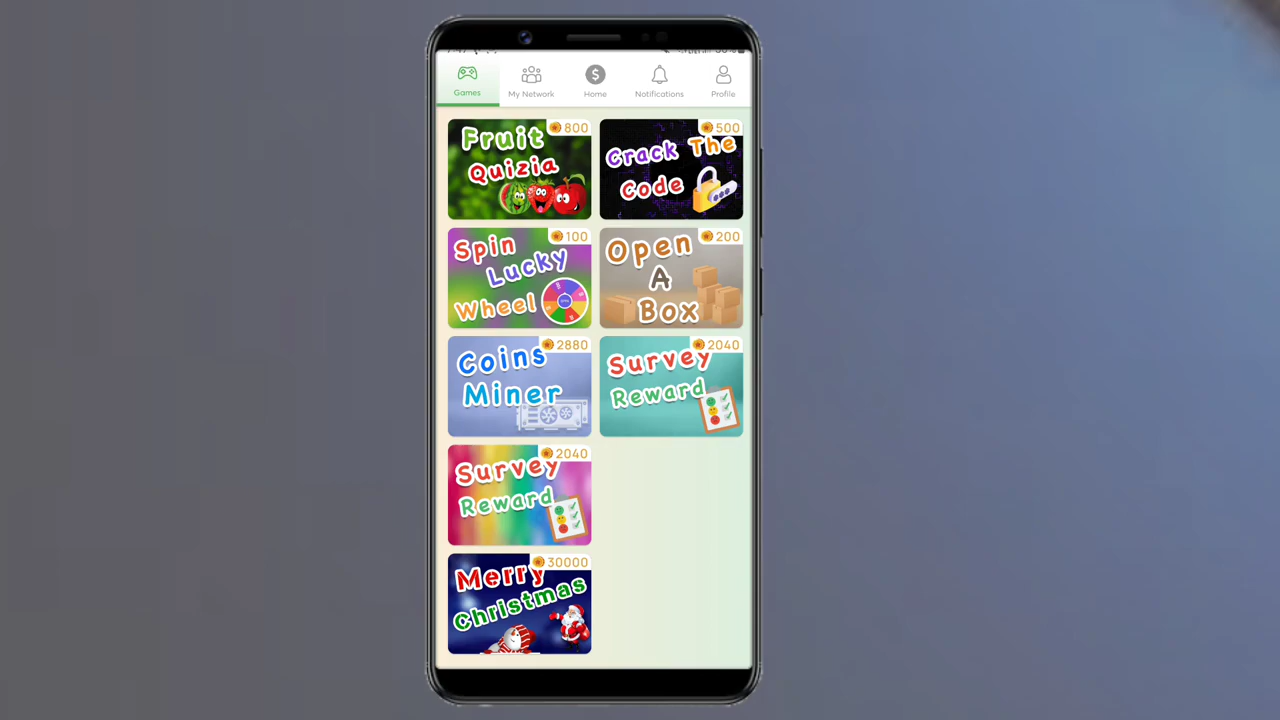 Games
My Network
Home
Notifications
Profile
800
Fruit
Quizia
500
Crack The
Code
100
Spin
Lucky
Wheel
200
Open
A
Box
2880
Coins
Miner
2040
Survey
Reward
2040
Survey
Reward
30000
Merry
Christmas